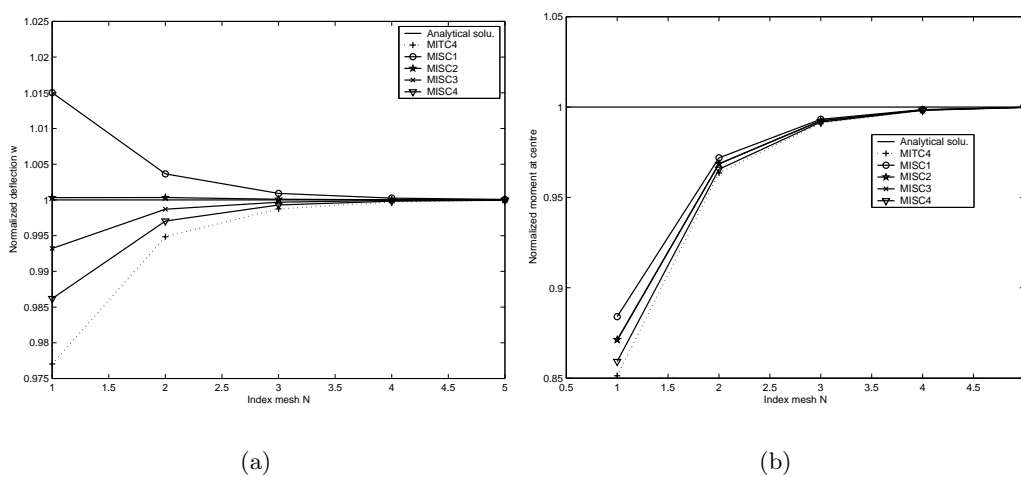 1.025
1.02
1.015
1.01
1.005
1
0.995
0.99
0.985
0.98
0.975
1 1.5 2 2.5 3 3.5 4 4.5 5
Index mesh N
Normalized deflection w
Analytical solu.
MITC4
MISC1
MISC2
MISC3
MISC4
(a)
1
0.95
0.9
0.85
0.5 1 1.5 2 2.5 3 3.5 4 4.5
Index mesh N
Normalized moment at centre
Analytical solu.
MITC4
MISC1
MISC2
MISC3
MISC4
(b)